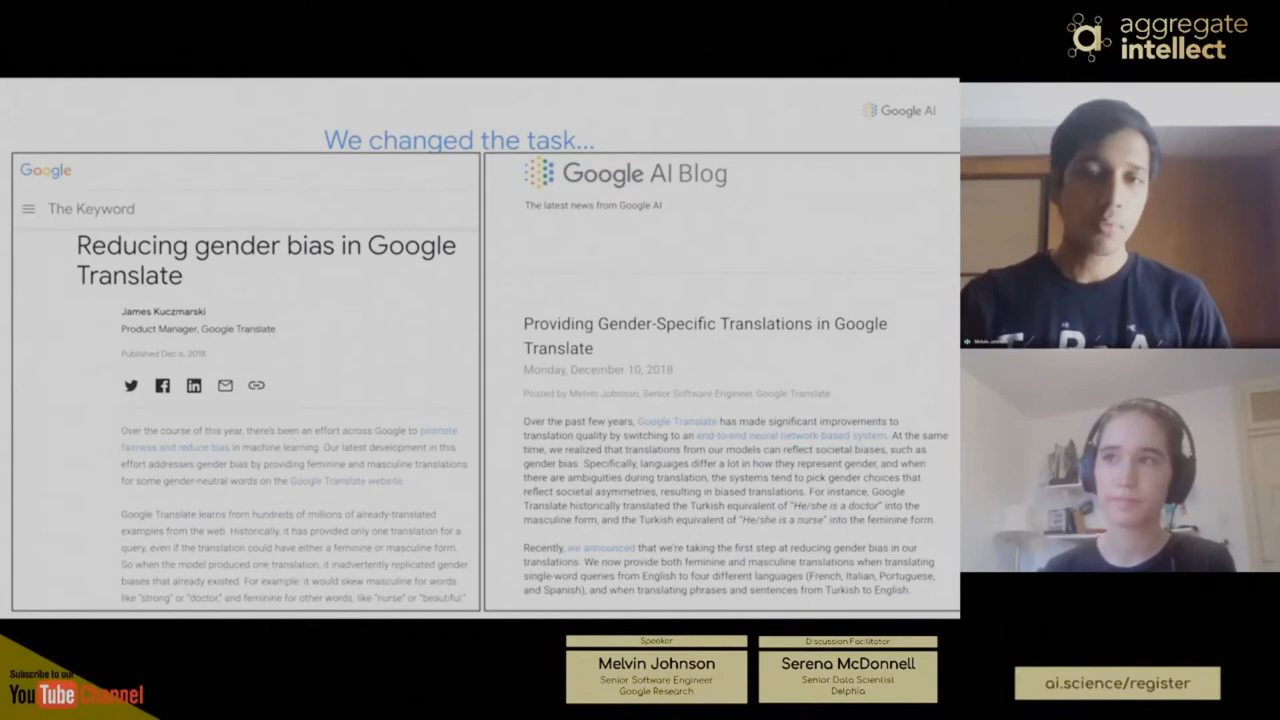 aggregate
intellect
Google AI
We changed the task...
Google
The Keyword
Reducing gender bias in Google
Translate
James Kuczmarski
Product Manager, Google Translate
Published Dec 6, 2018
Over the course of this year, there's been an effort across Google to promote
fairness and reduce bias in machine learning. Our latest development in this
effort addresses gender bias by providing feminine and masculine translations
for some gender-neutral words on the Google Translate website.
Google Translate learns from hundreds of millions of already-translated
examples from the web. Historically, it has provided only one translation for a
query, even if the translation could have either a feminine or masculine form.
So when the model produced one translation, it inadvertently replicated gender
biases that already existed. For example: it would skew masculine for words
like "strong" or "doctor," and feminine for other words, like "nurse" or "beautiful."
Google AI Blog
The latest news from Google AI
Providing Gender-Specific Translations in Google
Translate
Monday, December 10, 2018
Posted by Melvin Johnson, Senior Software Engineer, Google Translate
Over the past few years, Google Translate has made significant improvements to
translation quality by switching to an end-to-end neural network-based system. At the same
time, we realized that translations from our models can reflect societal biases, such as
gender bias. Specifically, languages differ a lot in how they represent gender, and when
there are ambiguities during translation, the systems tend to pick gender choices that
reflect societal asymmetries, resulting in biased translations. For instance, Google
Translate historically translated the Turkish equivalent of "He/she is a doctor" into the
masculine form, and the Turkish equivalent of "He/she is a nurse" into the feminine form.
Recently, we announced that we're taking the first step at reducing gender bias in our
translations. We now provide both feminine and masculine translations when translating
single-word queries from English to four different languages (French, Italian, Portuguese,
and Spanish), and when translating phrases and sentences from Turkish to English.
Melvin Johnson
Subscribe to our
YouTube Channel
Speaker
Melvin Johnson
Senior Software Engineer
Google Research
Discussion Facilitator
Serena McDonnell
Senior Data Scientist
Delphia
ai.science/register